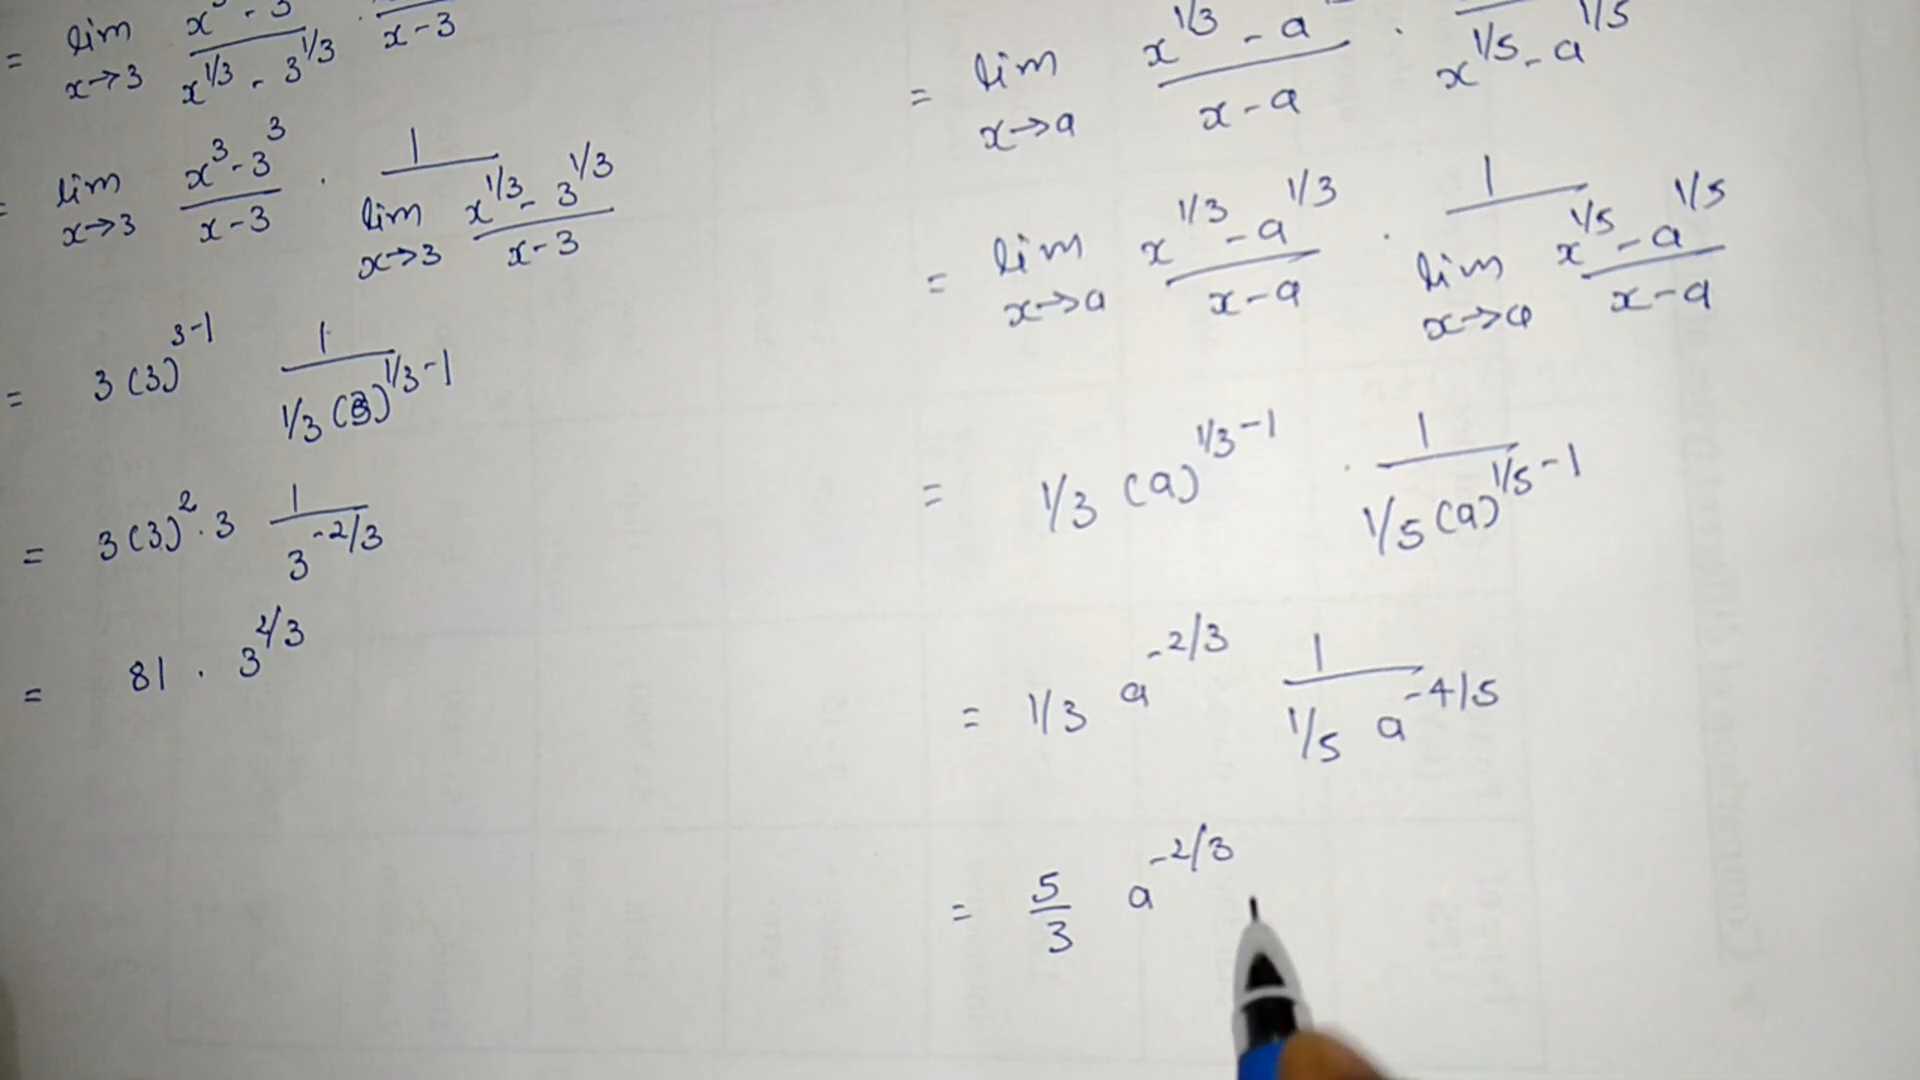 = lim x→3 x - 3 / x^1/3 - 3^1/3 · / x-3
= lim x→3 x^3 - 3^3 / x-3 · 1 / lim x→3 x^1/3 - 3^1/3 / x-3
= 3(3)^3-1 1 / 1/3 (3)^1/3-1
= 3(3)^2 · 3 1 / 3^-2/3
= 81 · 3^2/3
= lim x→a x^1/3 - a / x-a · / x^1/5 - a^1/5
= lim x→a x^1/3 - a^1/3 / x-a · 1 / lim x→a x^1/5 - a^1/5 / x-a
= 1/3 (a)^1/3-1 · 1 / 1/5 (a)^1/5-1
= 1/3 a^-2/3 1 / 1/5 a^-4/5
= 5/3 a^-2/3